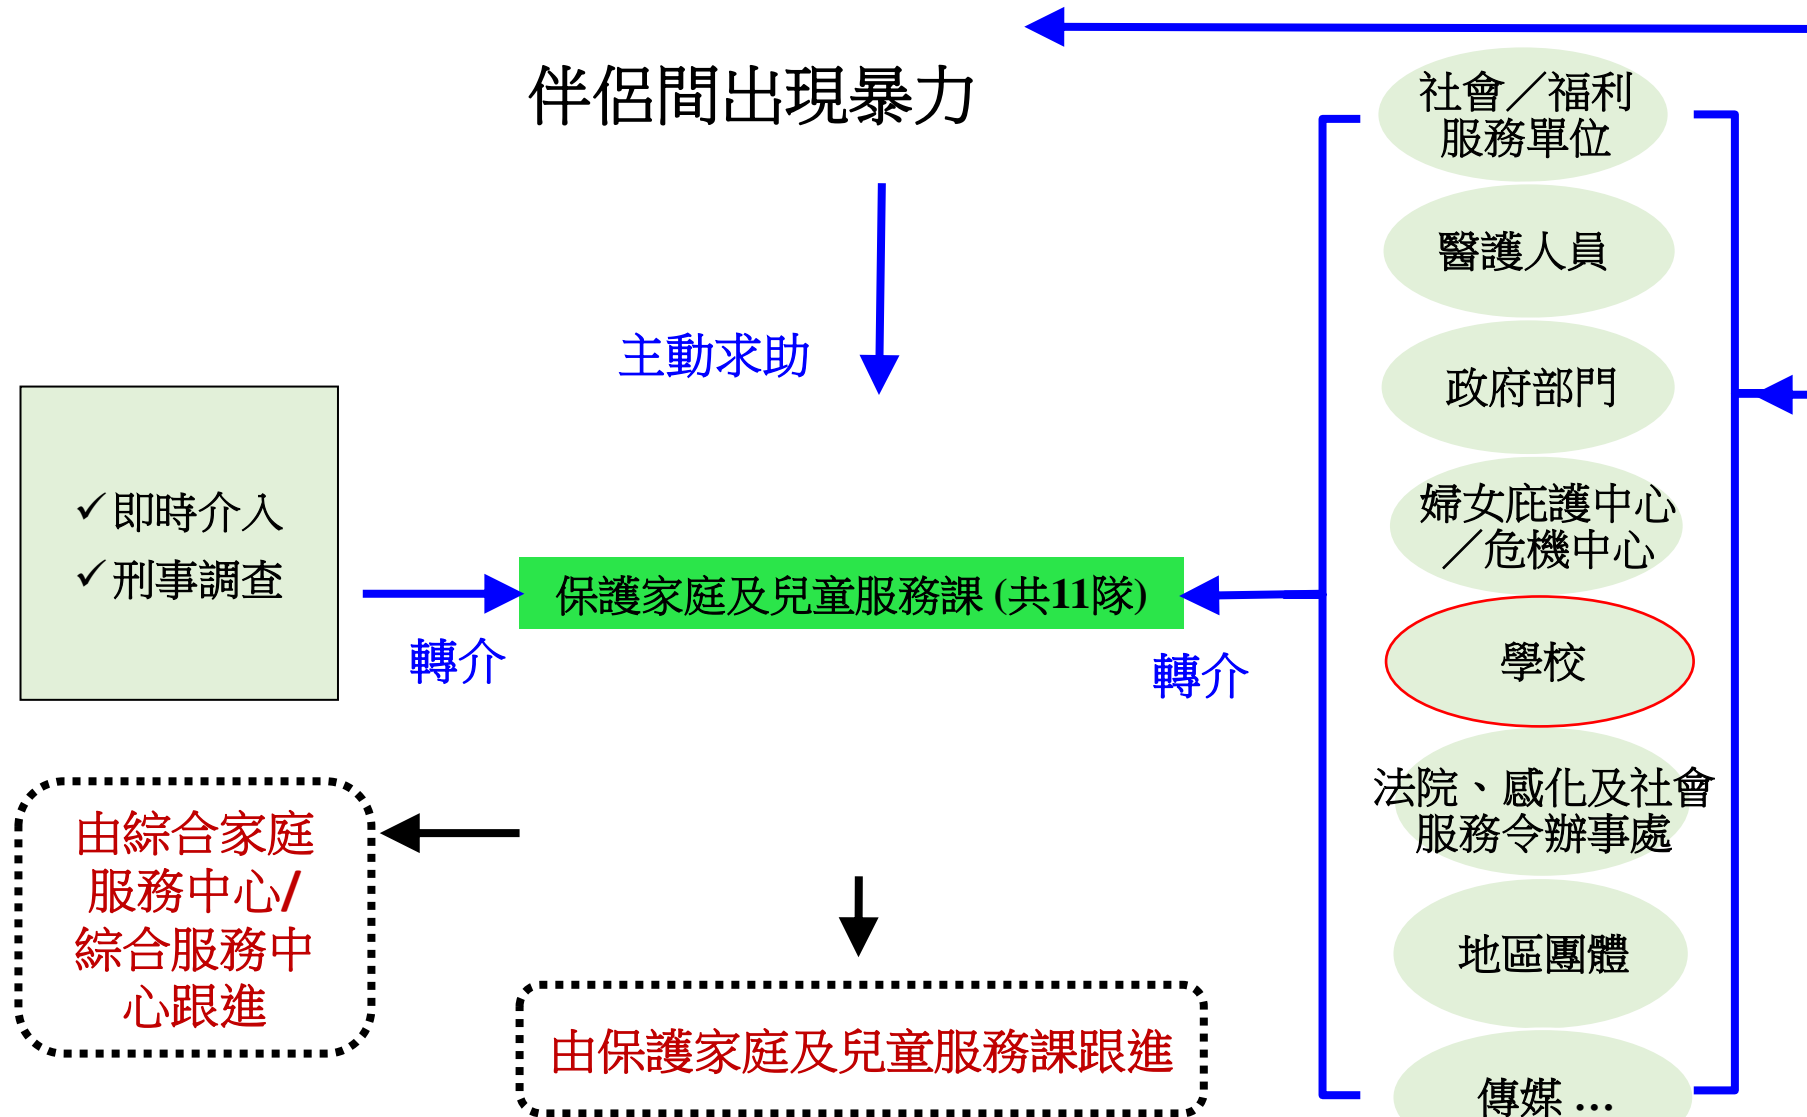 伴侶間出現暴力
主動求助
✓即時介入
✓刑事調查
轉介
保護家庭及兒童服務課 (共11隊)
轉介
社會／福利
服務單位
醫護人員
政府部門
婦女庇護中心
／危機中心
學校
法院、感化及社會
服務令辦事處
地區團體
傳媒 ...
由綜合家庭
服務中心/
綜合服務中
心跟進
由保護家庭及兒童服務課跟進